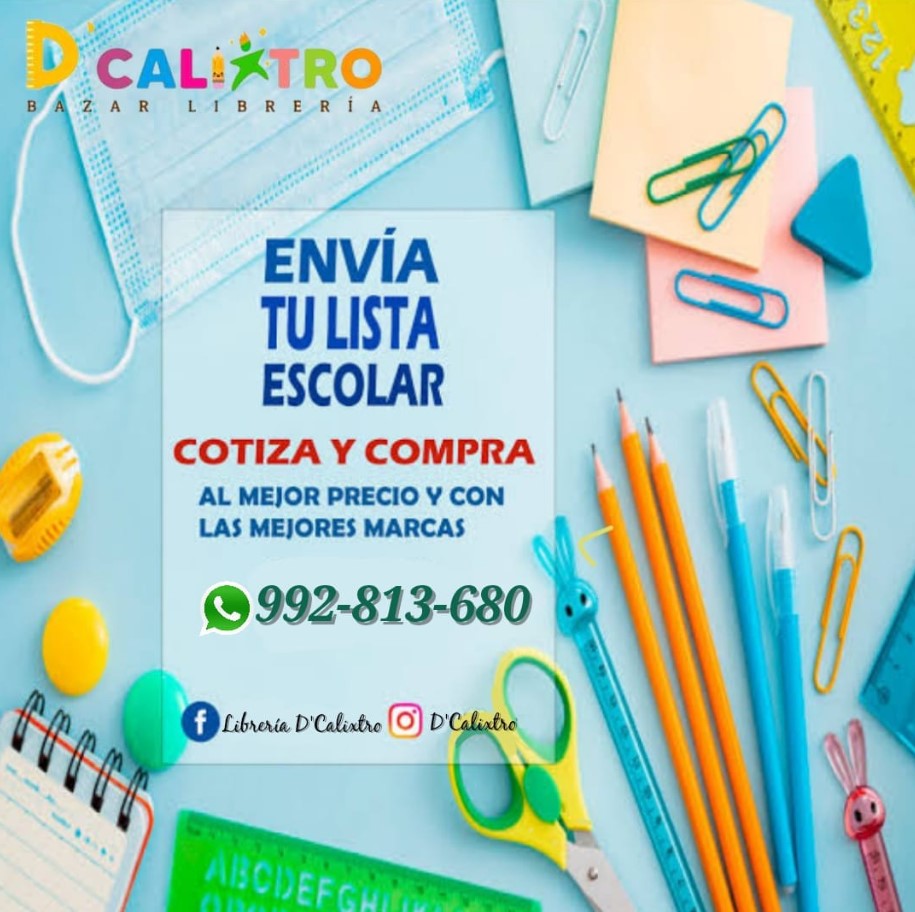 D'CALIXTRO
BAZAR LIBRERÍA
ENVÍA
TU LISTA
ESCOLAR
COTIZA Y COMPRA
AL MEJOR PRECIO Y CON
LAS MEJORES MARCAS
992-813-680
Librería D'Calixtro D'Calixtro
ABCDEFGHIJK